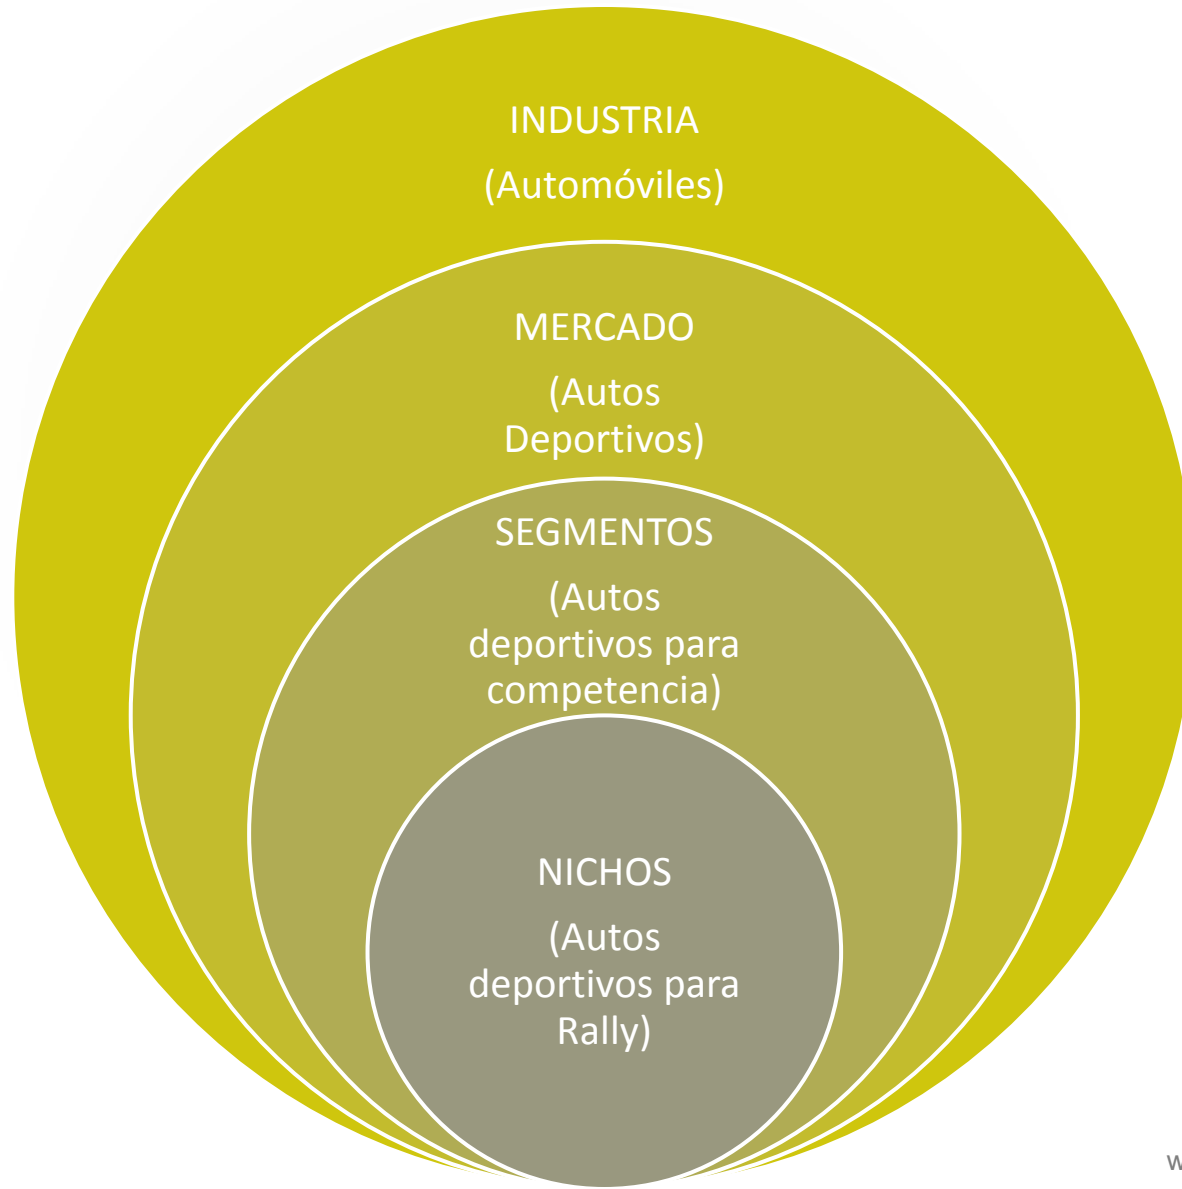 INDUSTRIA
(Automóviles)
MERCADO
(Autos
Deportivos)
SEGMENTOS
(Autos
deportivos para
competencia)
NICHOS
(Autos
deportivos para
Rally)
w